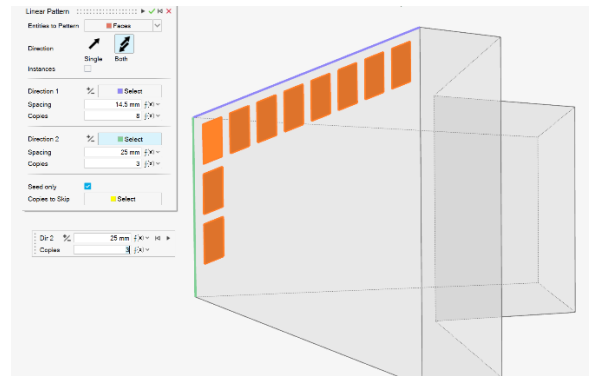 Linear Pattern
Entities to Pattern Faces
Direction
Single Both
Instances
Direction 1 Select
Spacing 14.5 mm f(x)
Copies 8 f(x)
Direction 2 Select
Spacing 25 mm f(x)
Copies 3 f(x)
Seed only
Copies to Skip Select
Dir 2 25 mm f(x)
Copies 3 f(x)